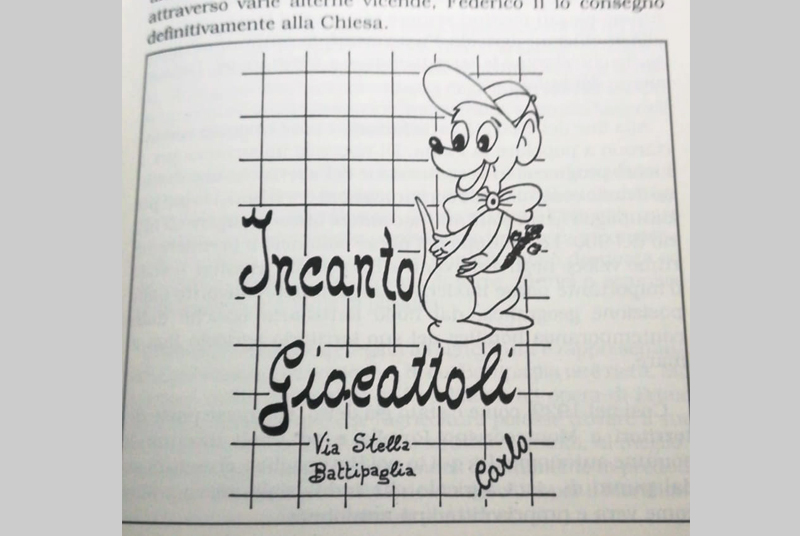 attraverso varie alterne vicende, Federico II lo consegnò
definitivamente alla Chiesa.
Incanto
Giocattoli
Via Stella
Battipaglia
Carlo